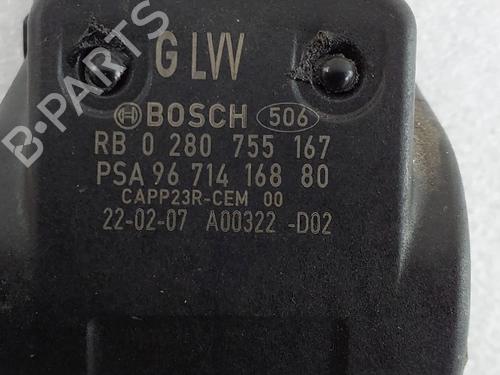 G LVV
BOSCH 506
RB 0 280 755 167
PSA 96 714 168 80
CAPP23R-CEM 00
22-02-07 A00322 -D02
B-PARTS